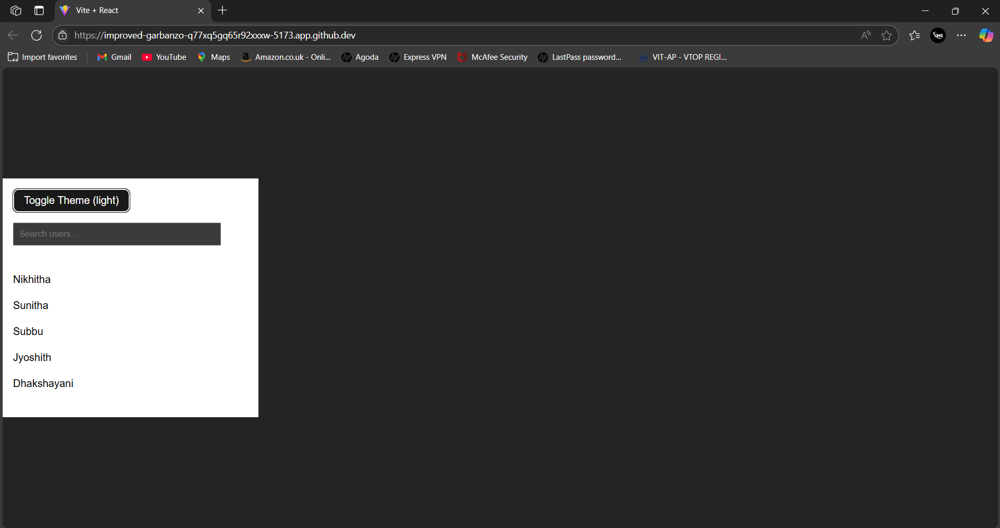 Vite + React
https://improved-garbanzo-q77xq5gq65r92xxxw-5173.app.github.dev
Import favorites Gmail YouTube Maps Amazon.co.uk - Onli... Agoda Express VPN McAfee Security LastPass password... VIT-AP - VTOP REGI...
Toggle Theme (light)
Search users...
Nikhitha
Sunitha
Subbu
Jyoshith
Dhakshayani